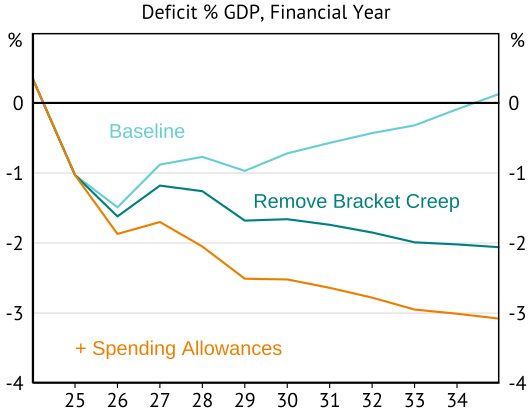 Deficit % GDP, Financial Year
% %
0 0
Baseline
-1 -1
Remove Bracket Creep
-2 -2
-3 -3
+ Spending Allowances
-4 -4
25 26 27 28 29 30 31 32 33 34